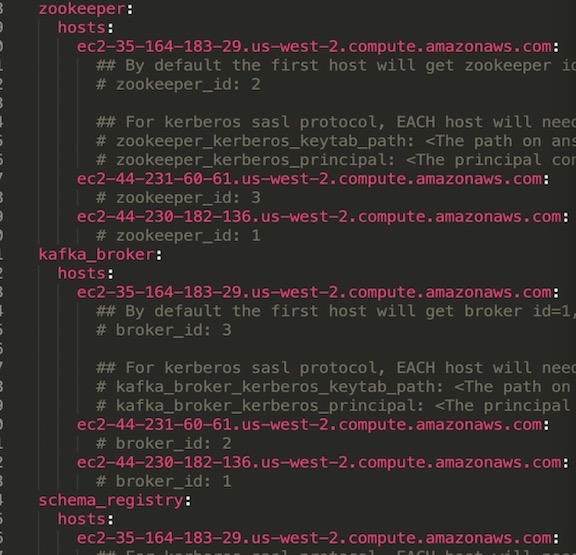 zookeeper:
hosts:
ec2-35-164-183-29.us-west-2.compute.amazonaws.com:
## By default the first host will get zookeeper id
# zookeeper_id: 2
## For kerberos sasl protocol, EACH host will need
# zookeeper_kerberos_keytab_path: <The path on ans
# zookeeper_kerberos_principal: <The principal con
ec2-44-231-60-61.us-west-2.compute.amazonaws.com:
# zookeeper_id: 3
ec2-44-230-182-136.us-west-2.compute.amazonaws.com:
# zookeeper_id: 1
kafka_broker:
hosts:
ec2-35-164-183-29.us-west-2.compute.amazonaws.com:
## By default the first host will get broker id=1,
# broker_id: 3
## For kerberos sasl protocol, EACH host will need
# kafka_broker_kerberos_keytab_path: <The path on
# kafka_broker_kerberos_principal: <The principal
ec2-44-231-60-61.us-west-2.compute.amazonaws.com:
# broker_id: 2
ec2-44-230-182-136.us-west-2.compute.amazonaws.com:
# broker_id: 1
schema_registry:
hosts:
ec2-35-164-183-29.us-west-2.compute.amazonaws.com: